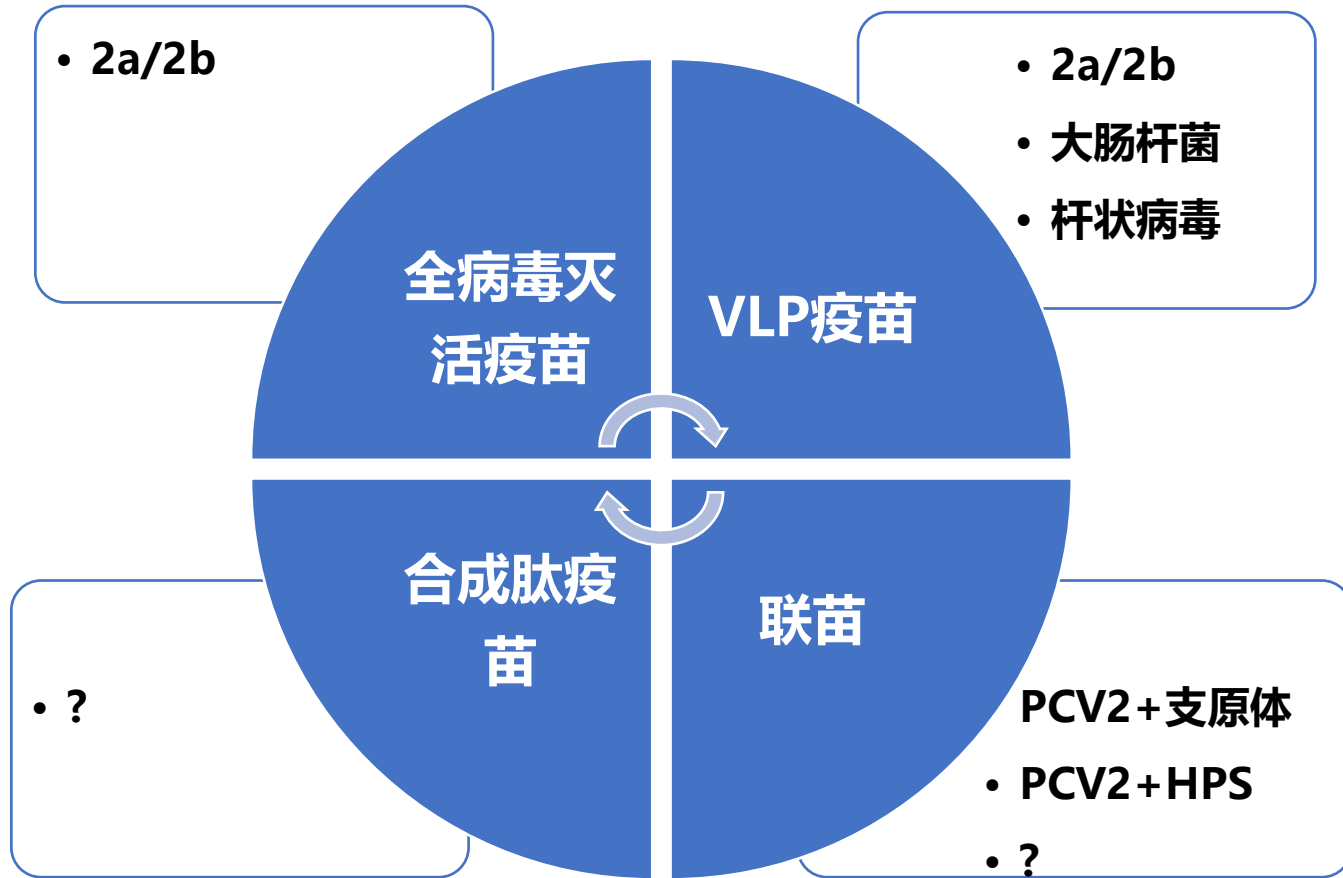 • 2a/2b
全病毒灭
活疫苗
• 2a/2b
• 大肠杆菌
• 杆状病毒
VLP疫苗
合成肽疫
苗
• ?
联苗
PCV2+支原体
• PCV2+HPS
• ?